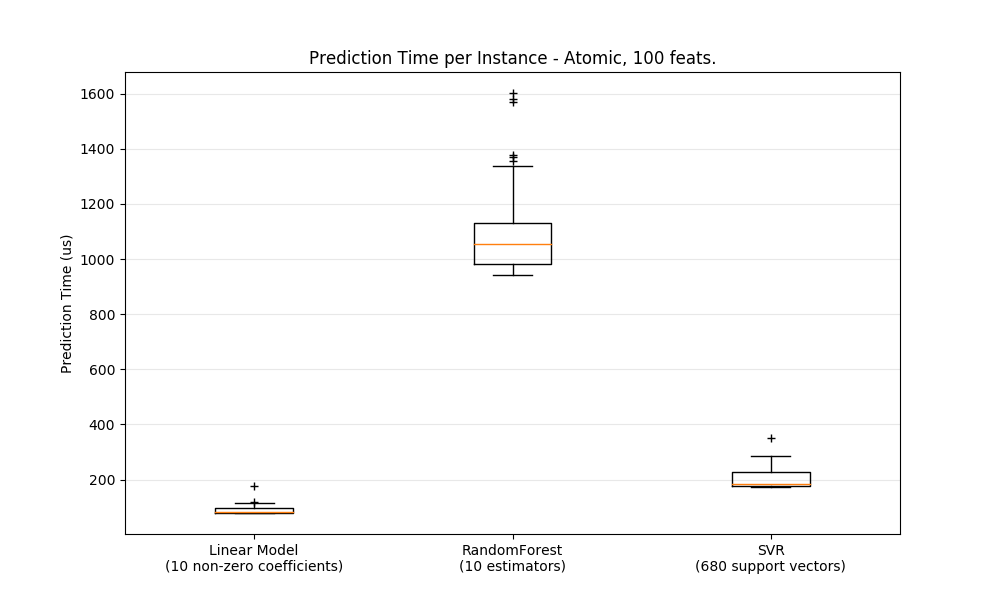 Prediction Time per Instance - Atomic, 100 feats.
1600
1400
1200
1000
800
600
400
200
Prediction Time (us)
Linear Model
(10 non-zero coefficients)
RandomForest
(10 estimators)
SVR
(680 support vectors)